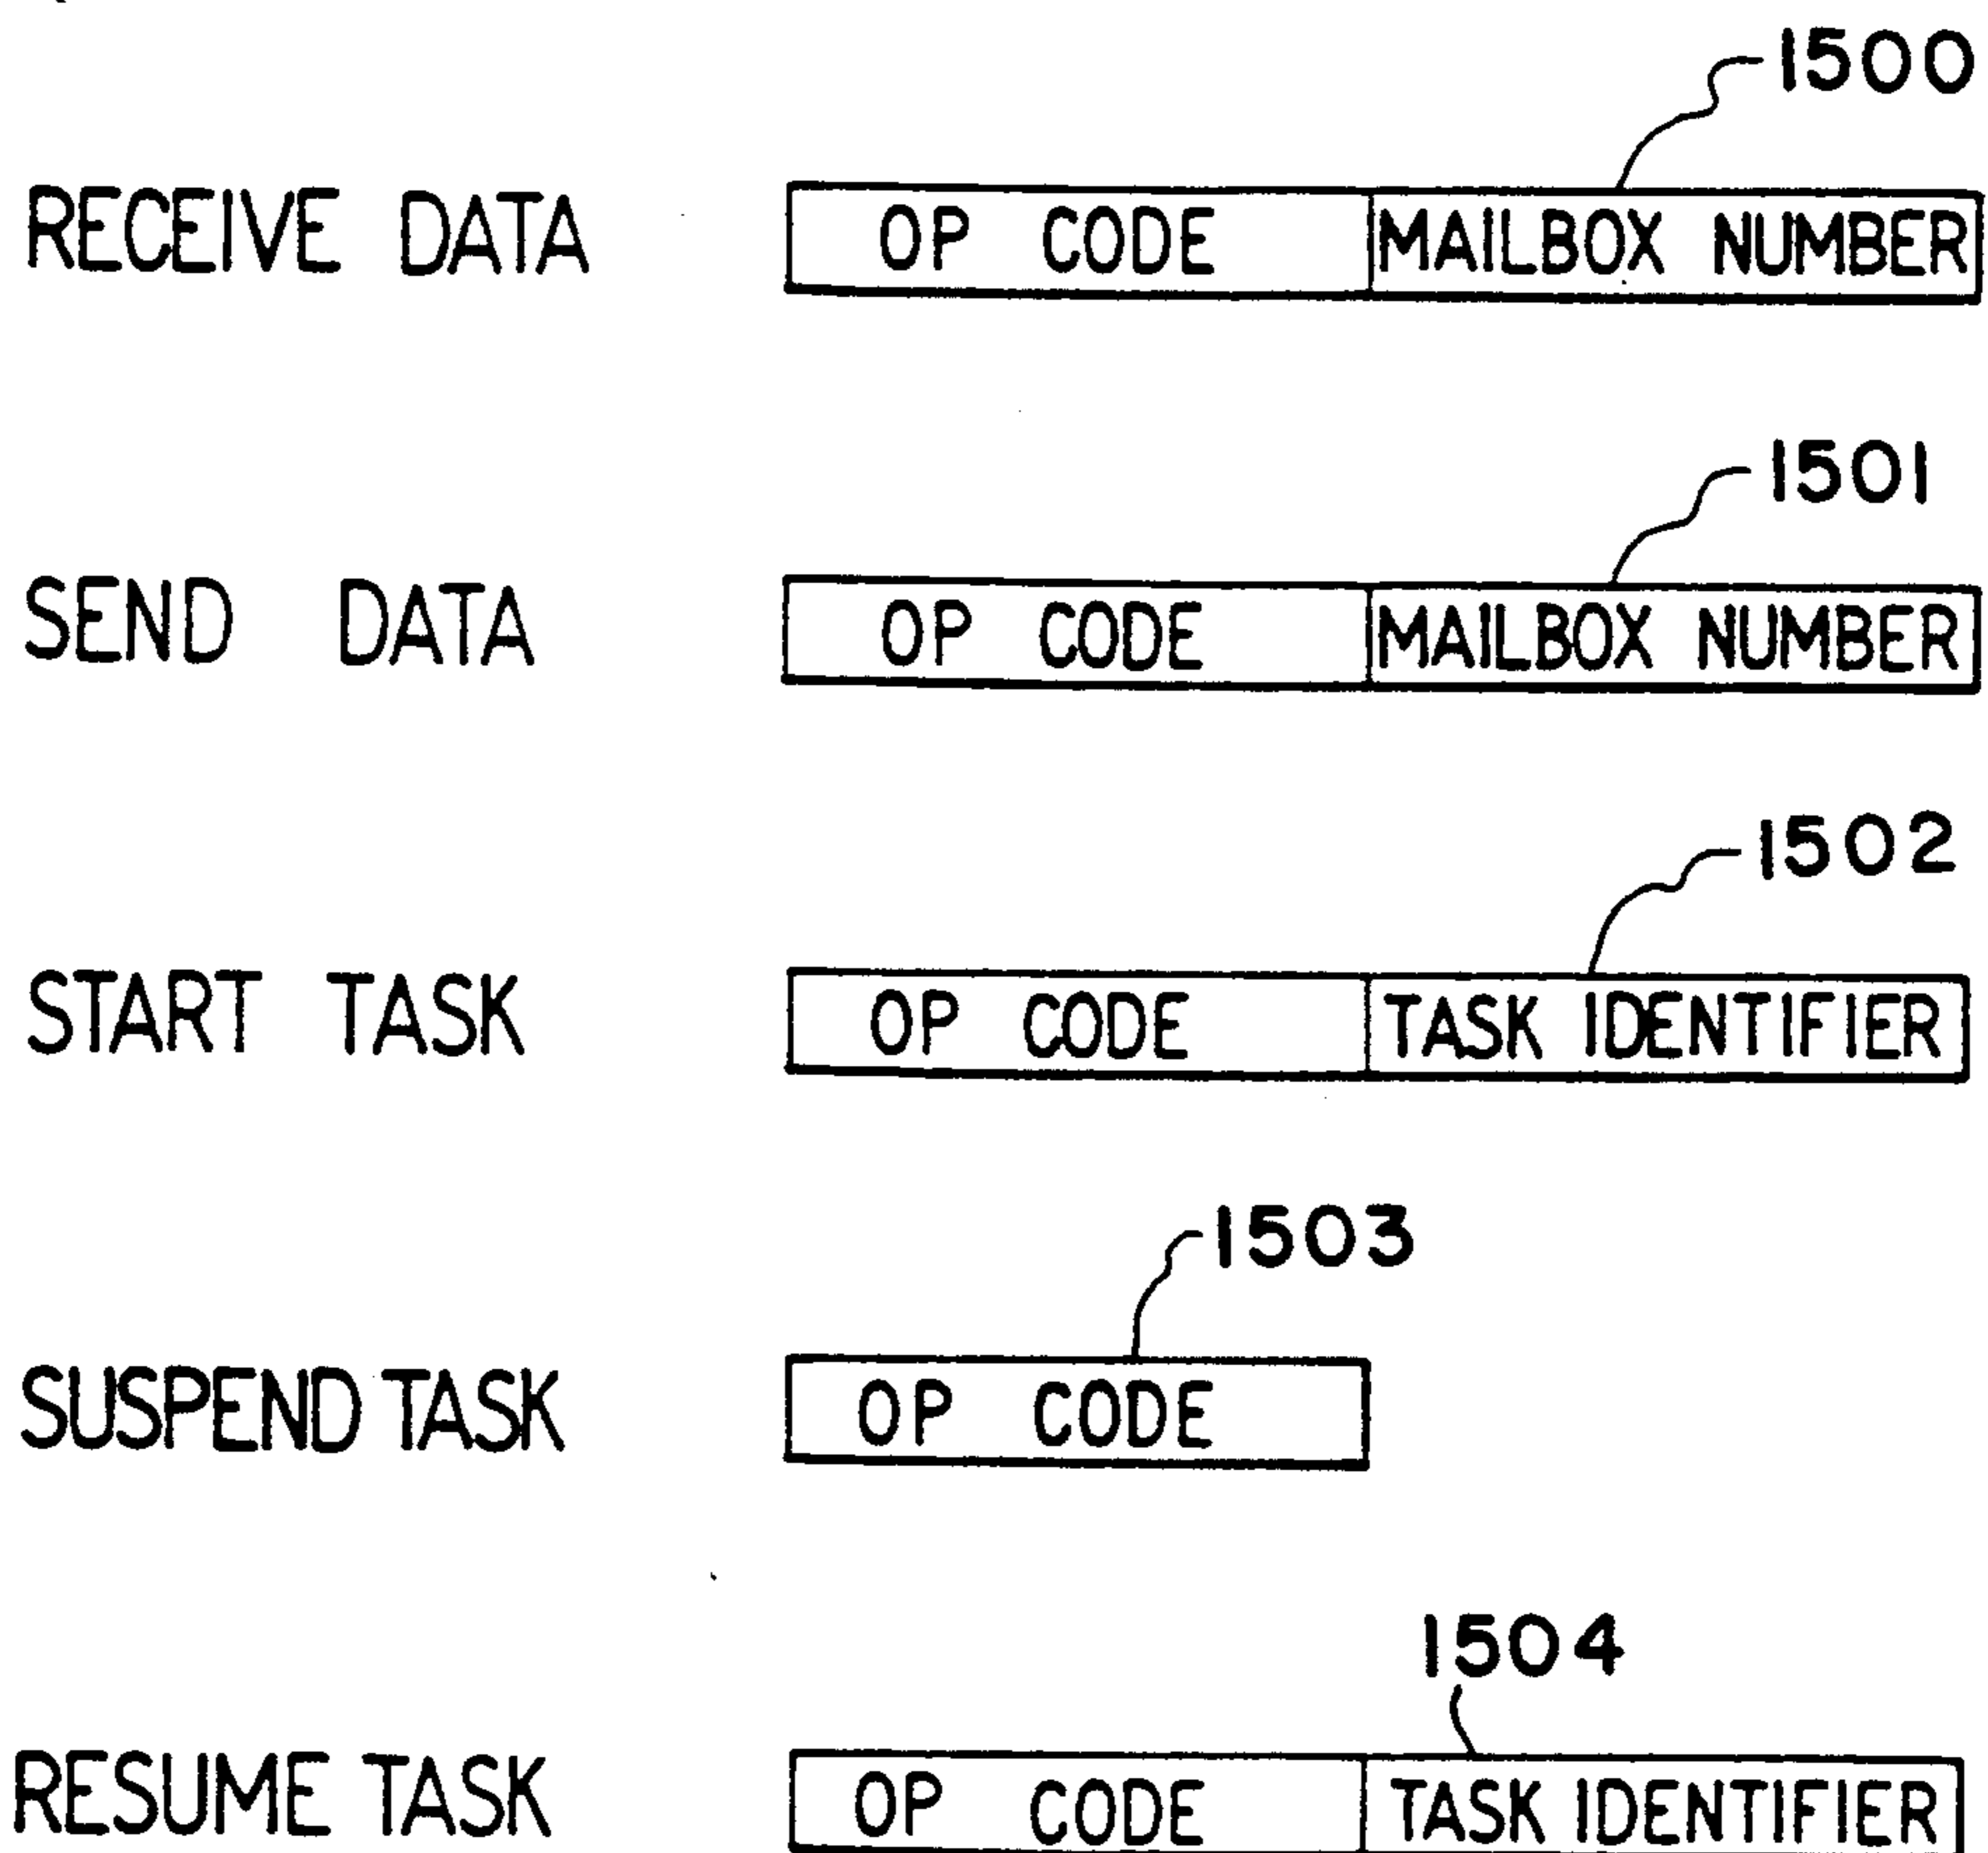 1500
RECEIVE DATA OP CODE MAILBOX NUMBER
1501
SEND DATA OP CODE MAILBOX NUMBER
1502
START TASK OP CODE TASK IDENTIFIER
1503
SUSPEND TASK OP CODE
1504
RESUME TASK OP CODE TASK IDENTIFIER